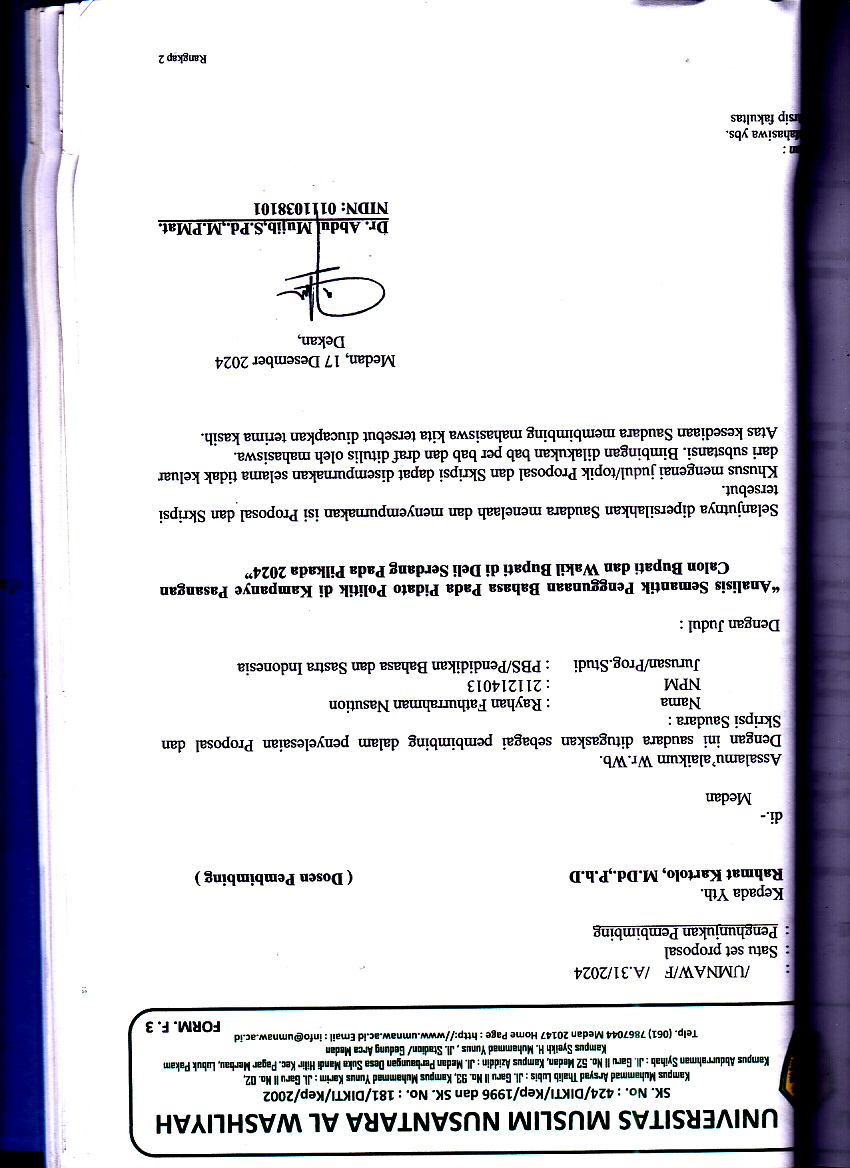 UNIVERSITAS MUSLIM NUSANTARA AL WASHLIYAH
SK. No. : 424/DIKTI/Kep/1996 dan SK. No. : 181/DIKTI/Kep/2002
Kampus Muhammad Arsyad Thalib Lubis : Jl. Garu II No. 93, Kampus Muhammad Yunus Karim : Jl. Garu II No. 02,
Kampus Abdurrahman Syihab : Jl. Garu II No. 52 Medan, Kampus Aziddin : Jl. Medan Perbaungan Desa Suka Mandi Hilir Kec. Pagar Merbau, Lubuk Pakam
Kampus Syeikh H. Muhammad Yunus , Jl. Stadion/ Gedung Arca Medan
Telp. (061) 7867044 Medan 20147 Home Page : http://www.umnaw.ac.id Email : info@umnaw.ac.id
FORM. F. 3
: /UMNAW/F /A.31/2024
: Satu set proposal
: Penghunjukan Pembimbing
Kepada Yth.
Rahmat Kartolo, M.Dd.,P.h.D ( Dosen Pembimbing )
di.-
Medan
Assalamu'alaikum Wr.Wb.
Dengan ini saudara ditugaskan sebagai pembimbing dalam penyelesaian Proposal dan
Skripsi Saudara :
Nama : Rayhan Fathurrahman Nasution
NPM : 211214013
Jurusan/Prog.Studi : PBS/Pendidikan Bahasa dan Sastra Indonesia
Dengan Judul :
“Analisis Semantik Penggunaan Bahasa Pada Pidato Politik di Kampanye Pasangan
Calon Bupati dan Wakil Bupati di Deli Serdang Pada Pilkada 2024”
Selanjutnya dipersilahkan Saudara menelaah dan menyempurnakan isi Proposal dan Skripsi
tersebut.
Khusus mengenai judul/topik Proposal dan Skripsi dapat disempurnakan selama tidak keluar
dari substansi. Bimbingan dilakukan bab per bab dan draf ditulis oleh mahasiswa.
Atas kesediaan Saudara membimbing mahasiswa kita tersebut diucapkan terima kasih.
Medan, 17 Desember 2024
Dekan,
Dr. Abdul Mujib,S.Pd.,M.PMat.
NIDN: 0111038101
an :
ahasiswa ybs.
rsip fakultas
Rangkap 2